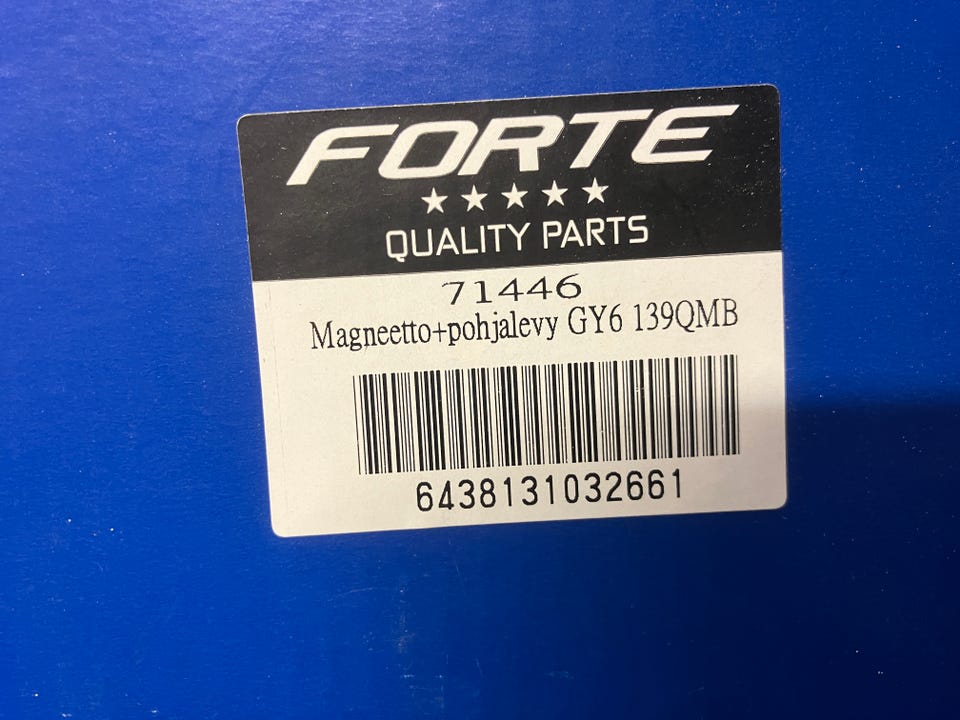 FORTE
QUALITY PARTS
71446
Magneetto+pohjalevy GY6 139QMB
6438131032661